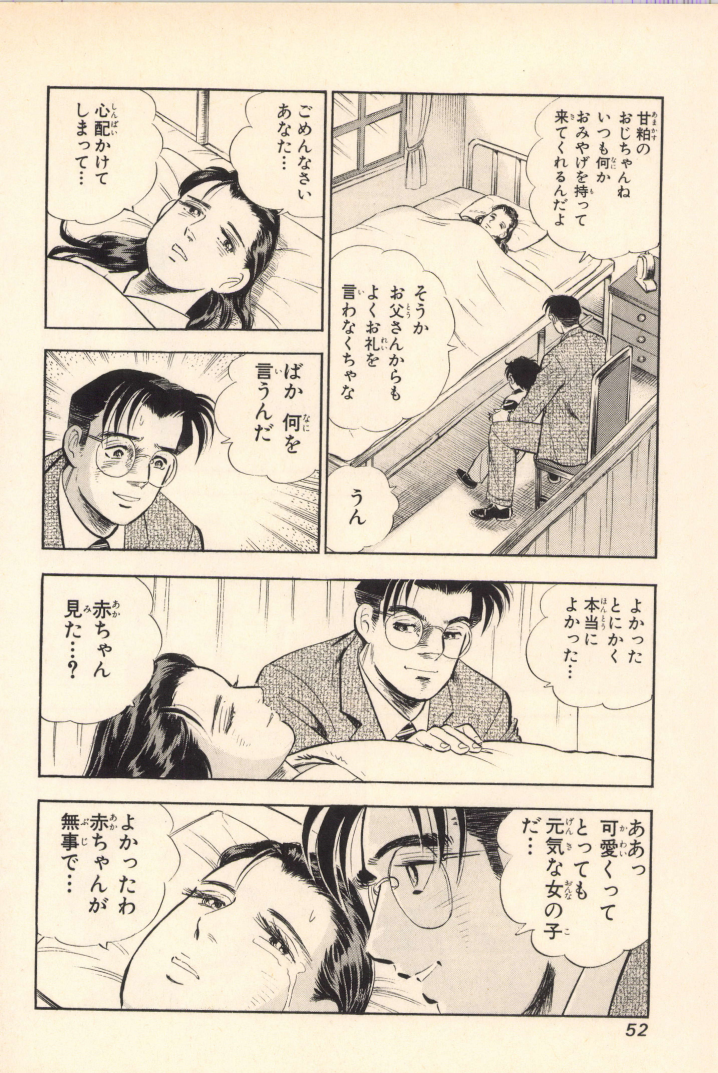 甘粕の
おじちゃんね
いつも何か
おみやげを持って
来てくれるんだよ
そうか
お父さんからも
よくお礼を
言わなくちゃな
うん
ごめんなさい
あなた…
心配かけて
しまって…
ばか 何を
言うんだ
よかった
とにかく
本当に
よかった…
赤ちゃん
見た…?
ああっ
可愛くって
とっても
元気な女の子
だ…
よかったわ
赤ちゃんが
無事で…
52